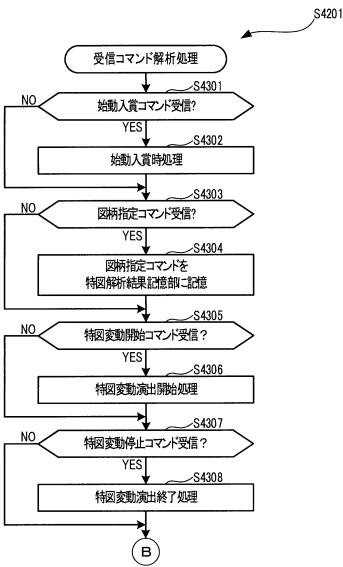 S4201
受信コマンド解析処理
S4301
始動入賞コマンド受信?
NO
YES
S4302
始動入賞時処理
S4303
図柄指定コマンド受信?
NO
YES
S4304
図柄指定コマンドを
特図解析結果記憶部に記憶
S4305
特図変動開始コマンド受信?
NO
YES
S4306
特図変動演出開始処理
S4307
特図変動停止コマンド受信?
NO
YES
S4308
特図変動演出終了処理
B